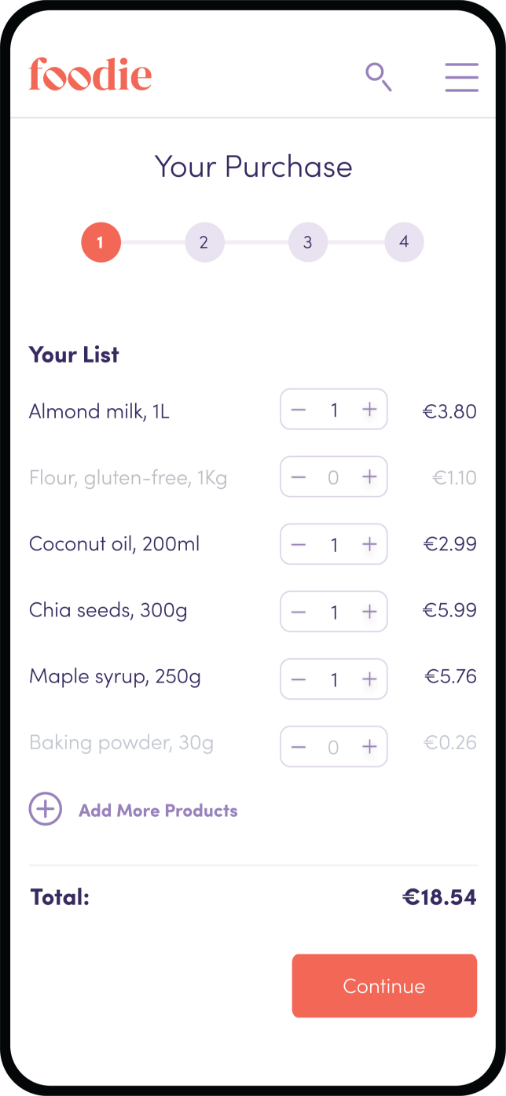 foodie
Your Purchase
1 2 3 4
Your List
Almond milk, 1L − 1 + €3.80
Flour, gluten-free, 1Kg − 0 + €1.10
Coconut oil, 200ml − 1 + €2.99
Chia seeds, 300g − 1 + €5.99
Maple syrup, 250g − 1 + €5.76
Baking powder, 30g − 0 + €0.26
+ Add More Products
Total: €18.54
Continue